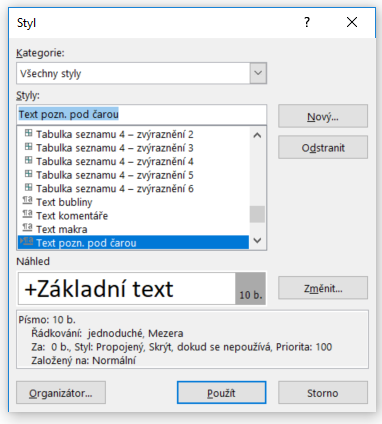 Styl
?
Kategorie:
Všechny styly
Styly:
Text pozn. pod čarou
Nový...
Tabulka seznamu 4 – zvýraznění 2
Tabulka seznamu 4 – zvýraznění 3
Odstranit
Tabulka seznamu 4 – zvýraznění 4
Tabulka seznamu 4 – zvýraznění 5
Tabulka seznamu 4 – zvýraznění 6
Text bubliny
Text komentáře
Text makra
Text pozn. pod čarou
Náhled
+Základní text
10 b.
Změnit...
Písmo: 10 b.
Řádkování: jednoduché, Mezera
Za: 0 b., Styl: Propojený, Skrýt, dokud se nepoužívá, Priorita: 100
Založený na: Normální
Organizátor...
Použít
Storno